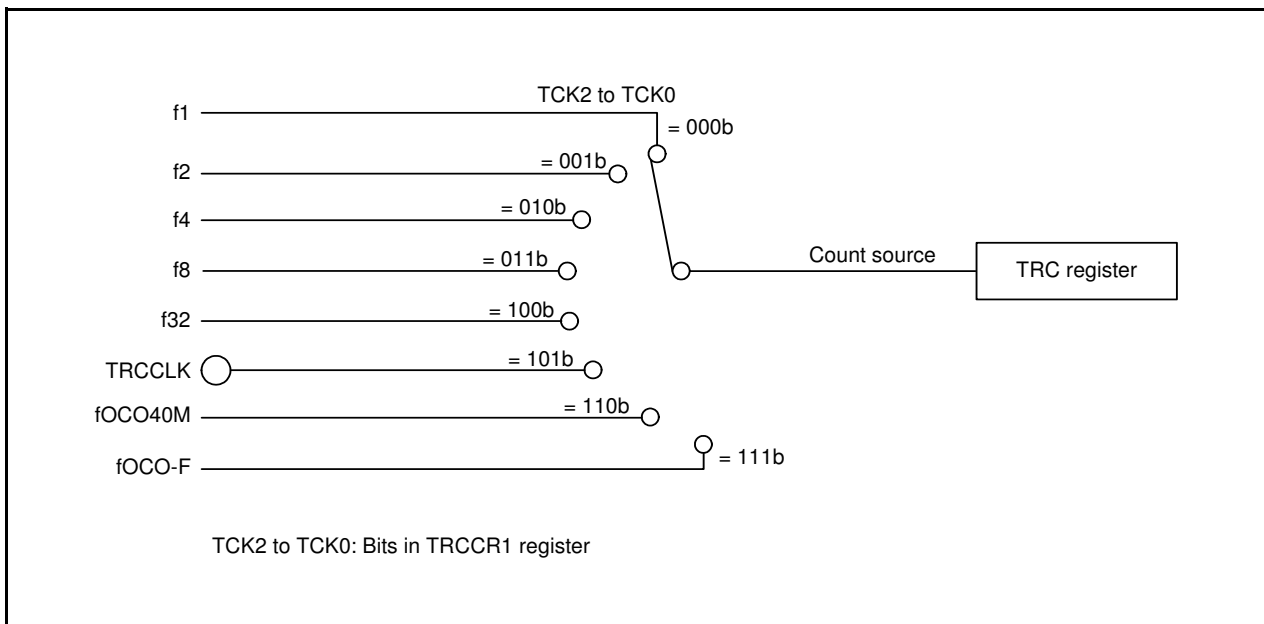 TCK2 to TCK0
f1
= 000b
f2
= 001b
f4
= 010b
f8
= 011b
Count source
TRC register
f32
= 100b
TRCCLK
= 101b
fOCO40M
= 110b
fOCO-F
= 111b
TCK2 to TCK0: Bits in TRCCR1 register